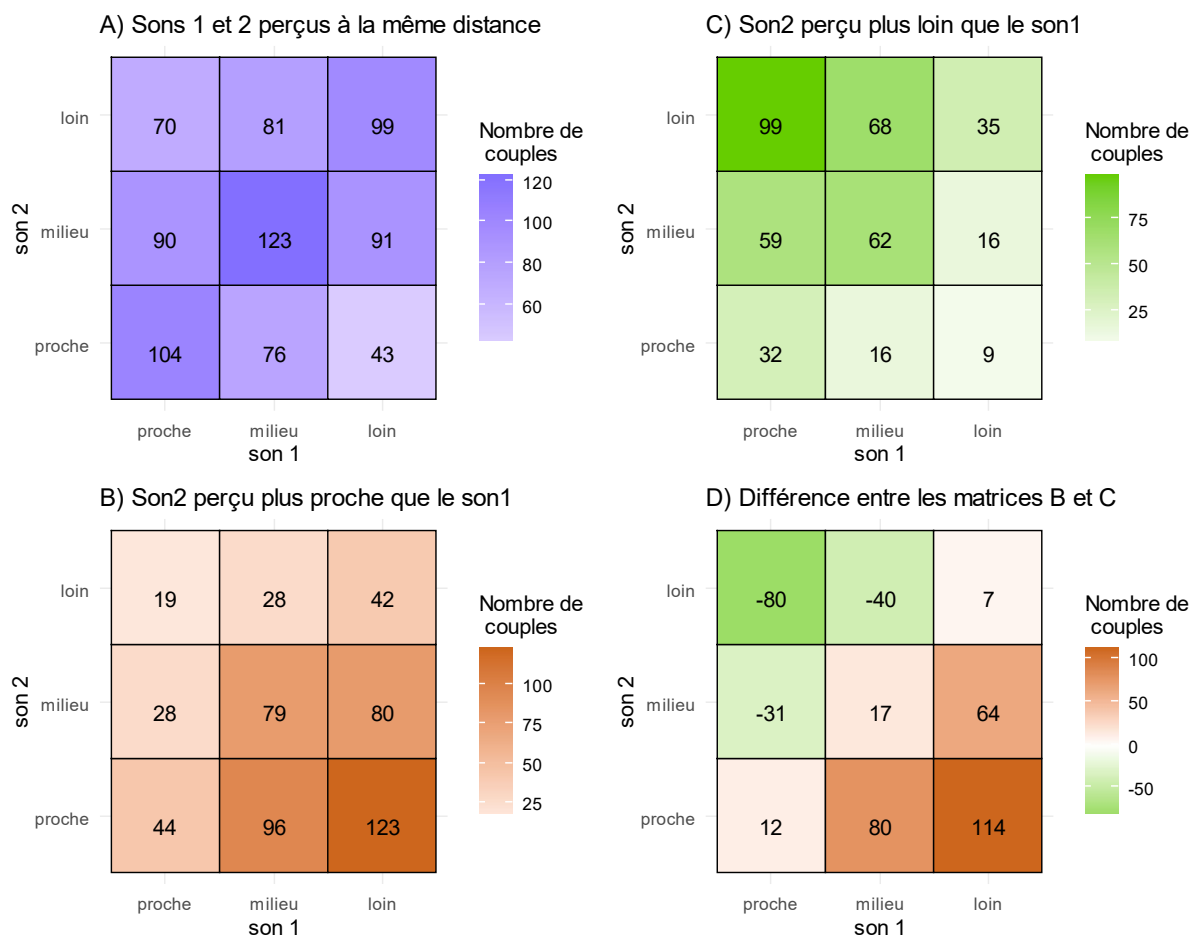 A) Sons 1 et 2 perçus à la même distance
son 2
loin
70 81 99
milieu
90 123 91
proche
104 76 43
proche milieu loin
son 1
Nombre de
couples
120
100
80
60
C) Son2 perçu plus loin que le son1
son 2
loin
99 68 35
milieu
59 62 16
proche
32 16 9
proche milieu loin
son 1
Nombre de
couples
75
50
25
B) Son2 perçu plus proche que le son1
son 2
loin
19 28 42
milieu
28 79 80
proche
44 96 123
proche milieu loin
son 1
Nombre de
couples
100
75
50
25
D) Différence entre les matrices B et C
son 2
loin
-80 -40 7
milieu
-31 17 64
proche
12 80 114
proche milieu loin
son 1
Nombre de
couples
100
50
0
-50